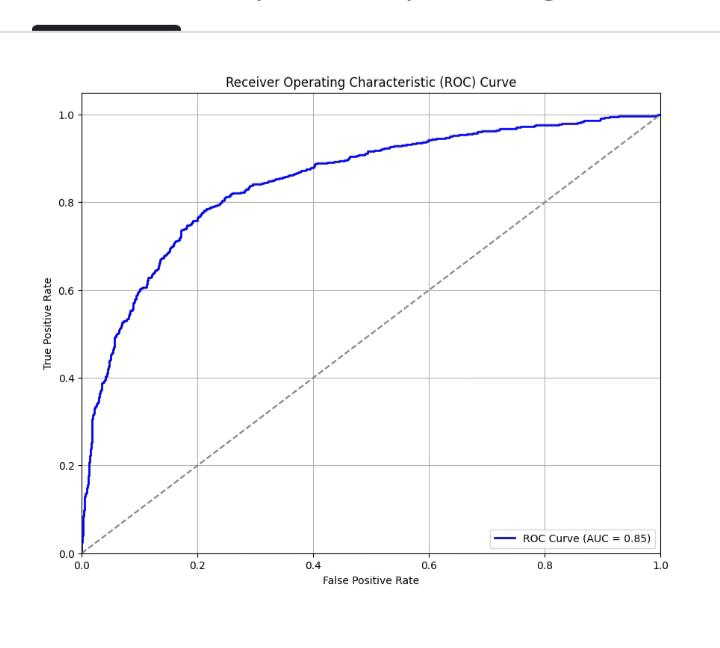 Receiver Operating Characteristic (ROC) Curve
1.0
0.8
0.6
0.4
0.2
0.0
True Positive Rate
ROC Curve (AUC = 0.85)
0.0 0.2 0.4 0.6 0.8 1.0
False Positive Rate